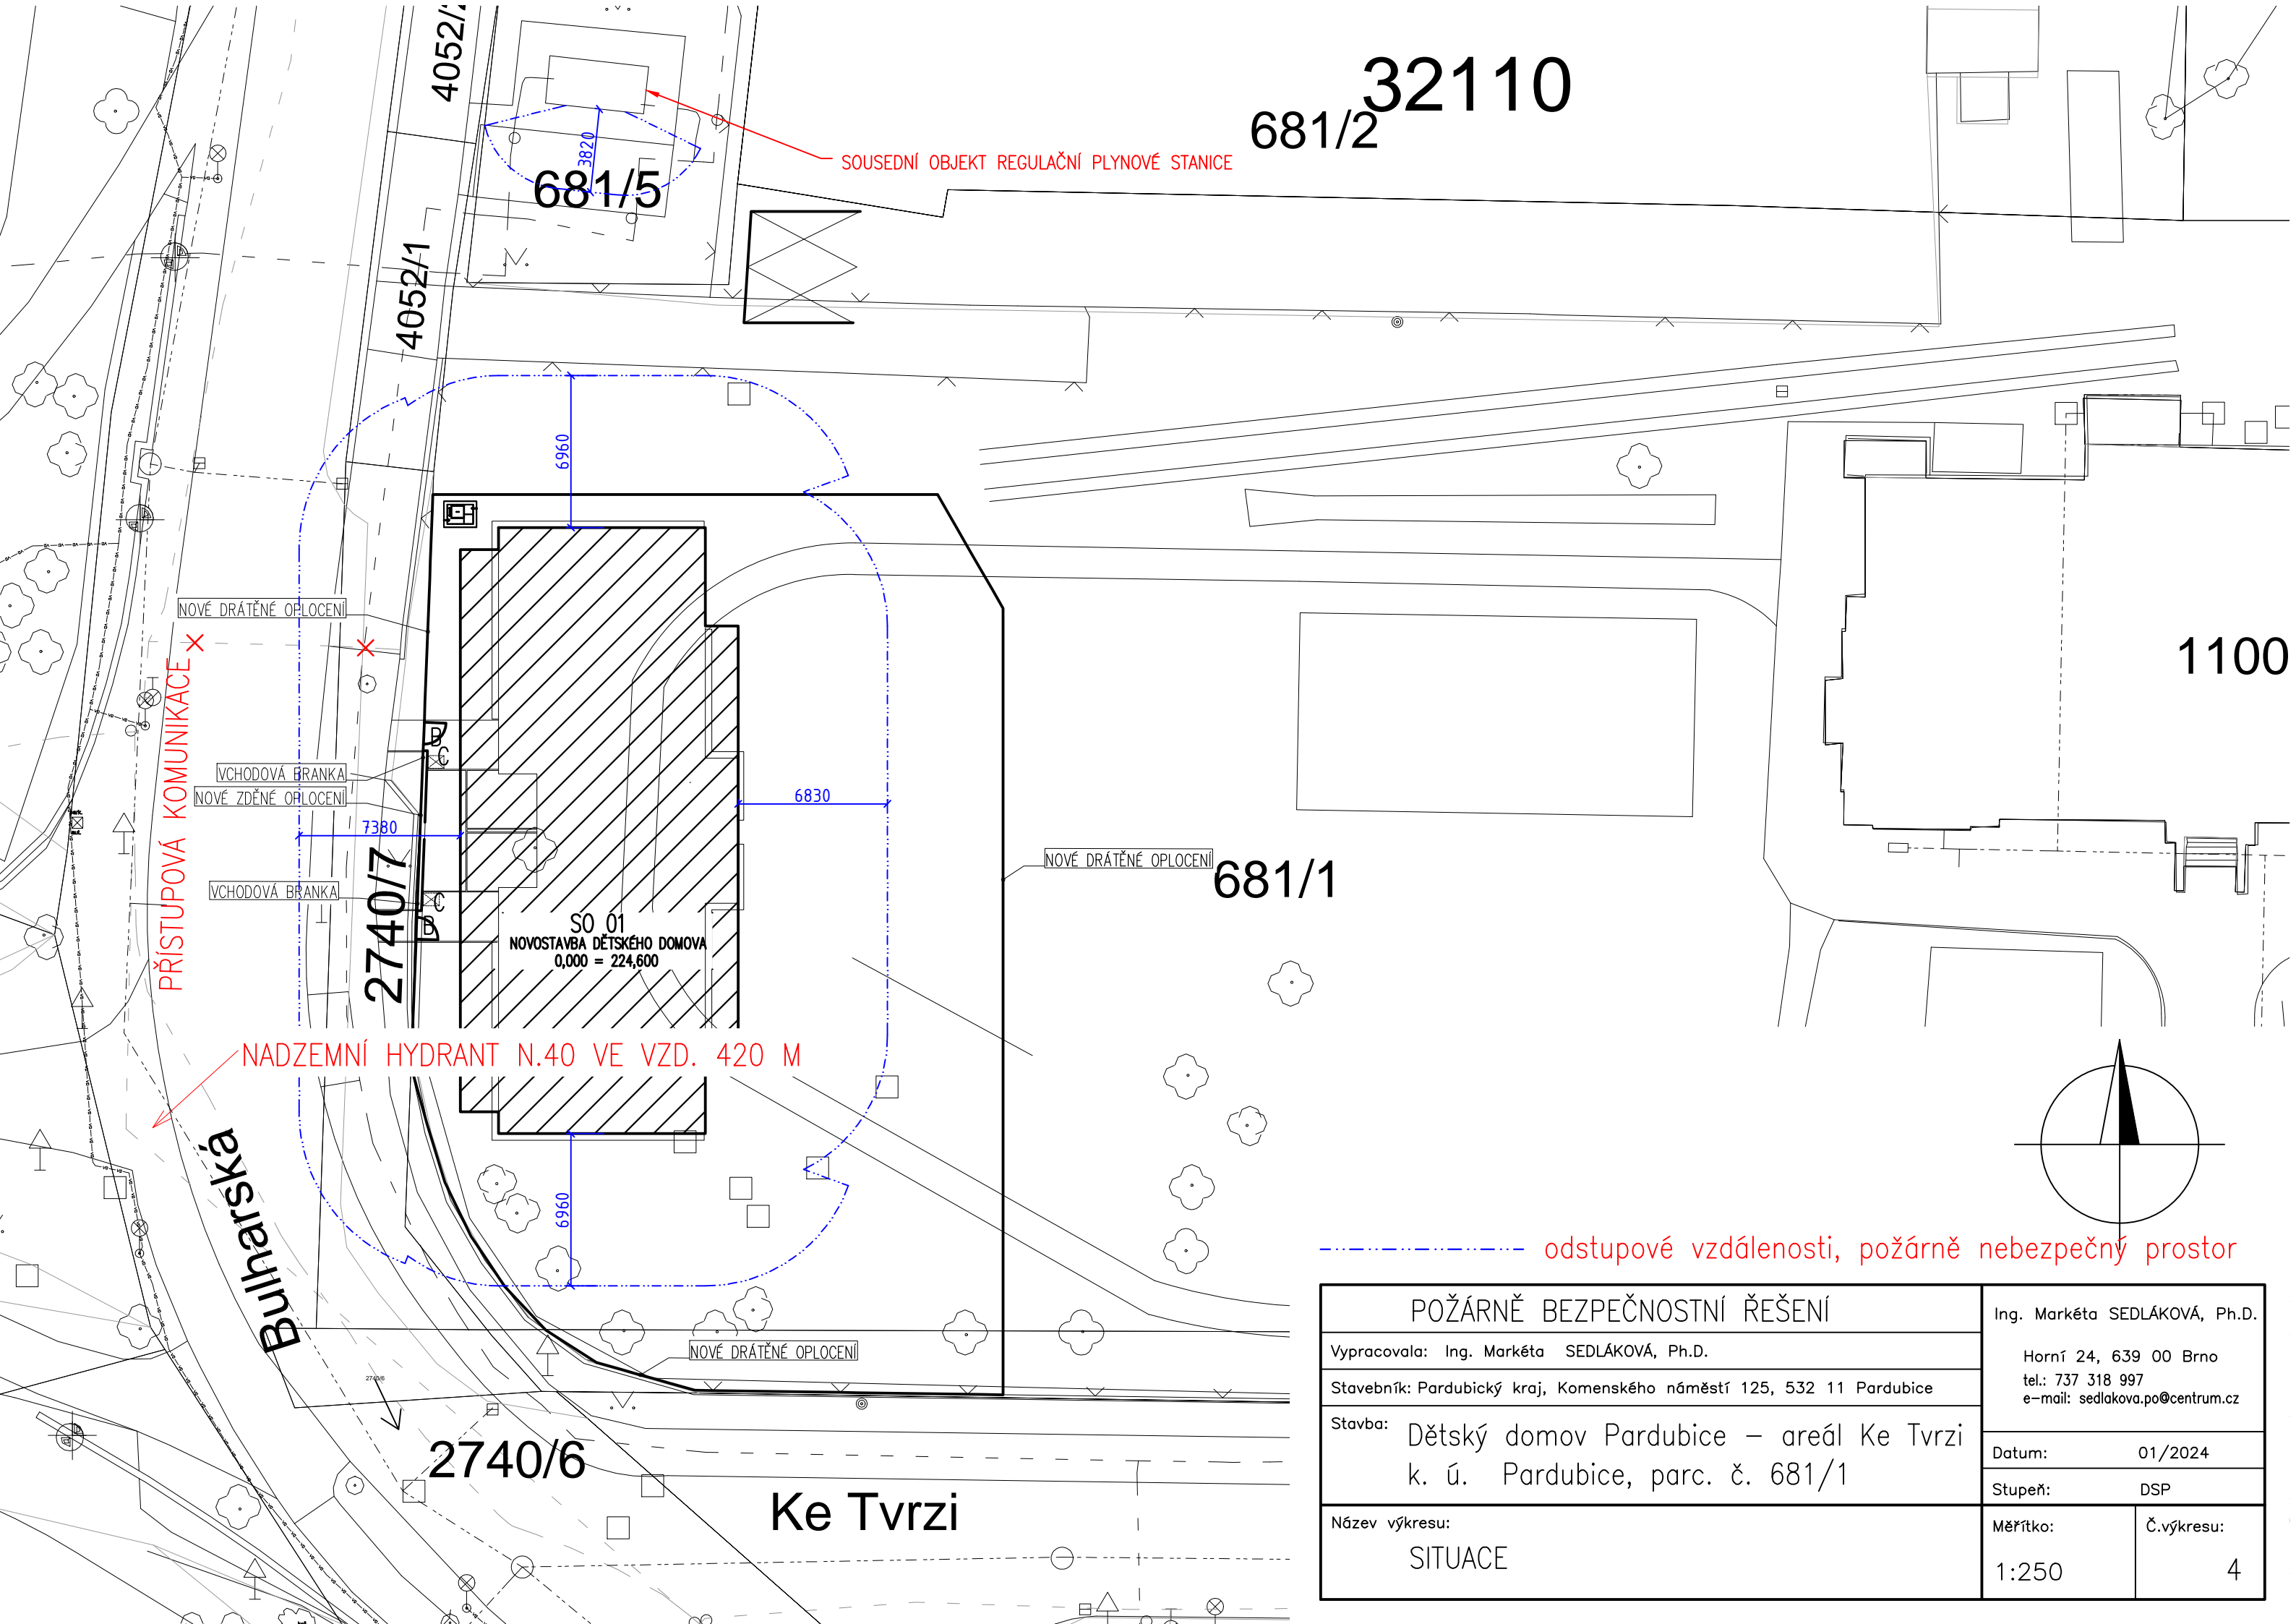 4052/2
32110
681/2
3820
SOUSEDNÍ OBJEKT REGULAČNÍ PLYNOVÉ STANICE
681/5
4052/1
6960
NOVÉ DRÁTĚNÉ OPLOCENÍ
1100
PŘÍSTUPOVÁ KOMUNIKACE
B
C
VCHODOVÁ BRANKA
NOVÉ ZDĚNÉ OPLOCENÍ
6830
7380
2740/7
NOVÉ DRÁTĚNÉ OPLOCENÍ
681/1
VCHODOVÁ BRANKA
C
B
SO 01
NOVOSTAVBA DĚTSKÉHO DOMOVA
0,000 = 224,600
NADZEMNÍ HYDRANT N.40 VE VZD. 420 M
Bulharská
6960
odstupové vzdálenosti, požárně nebezpečný prostor
NOVÉ DRÁTĚNÉ OPLOCENÍ
2740/6
2740/6
Ke Tvrzi
POŽÁRNĚ BEZPEČNOSTNÍ ŘEŠENÍ
Vypracovala: Ing. Markéta SEDLÁKOVÁ, Ph.D.
Stavebník: Pardubický kraj, Komenského náměstí 125, 532 11 Pardubice
Stavba: Dětský domov Pardubice – areál Ke Tvrzi
k. ú. Pardubice, parc. č. 681/1
Název výkresu:
SITUACE
Ing. Markéta SEDLÁKOVÁ, Ph.D.
Horní 24, 639 00 Brno
tel.: 737 318 997
e–mail: sedlakova.po@centrum.cz
Datum: 01/2024
Stupeň: DSP
Měřítko:
1:250
Č.výkresu:
4